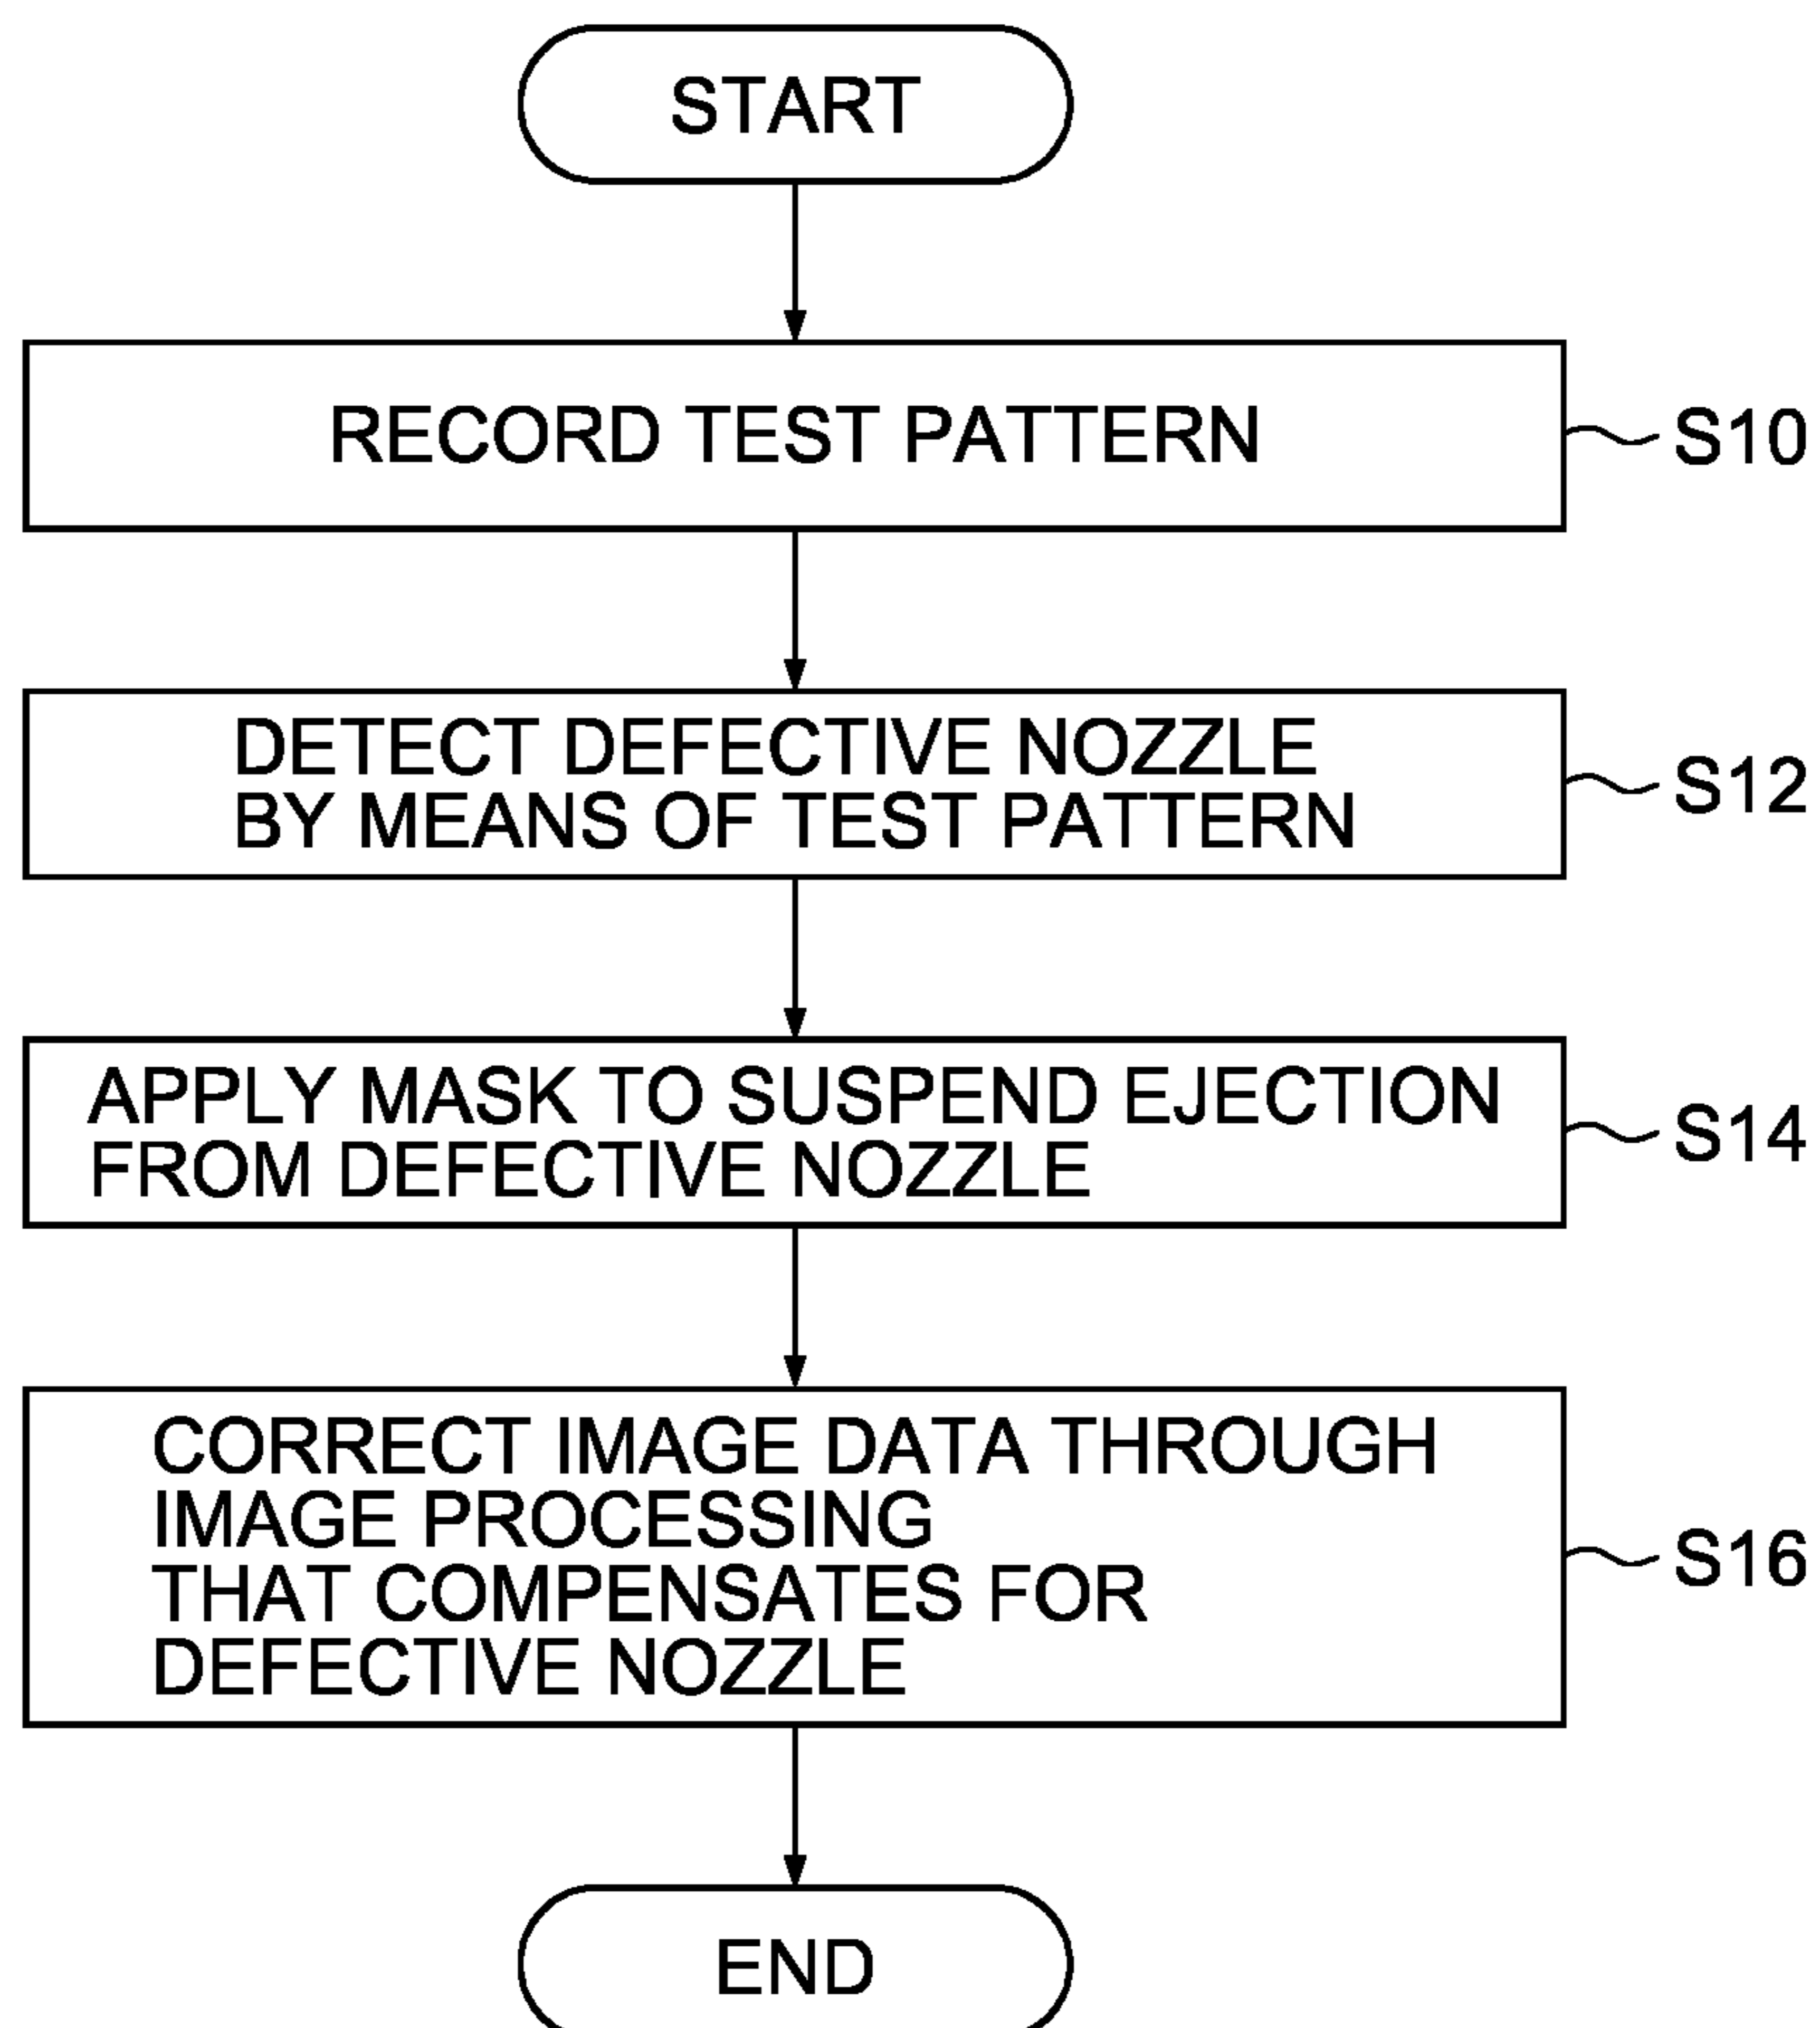 START
RECORD TEST PATTERN
S10
DETECT DEFECTIVE NOZZLE
BY MEANS OF TEST PATTERN
S12
APPLY MASK TO SUSPEND EJECTION
FROM DEFECTIVE NOZZLE
S14
CORRECT IMAGE DATA THROUGH
IMAGE PROCESSING
THAT COMPENSATES FOR
DEFECTIVE NOZZLE
S16
END